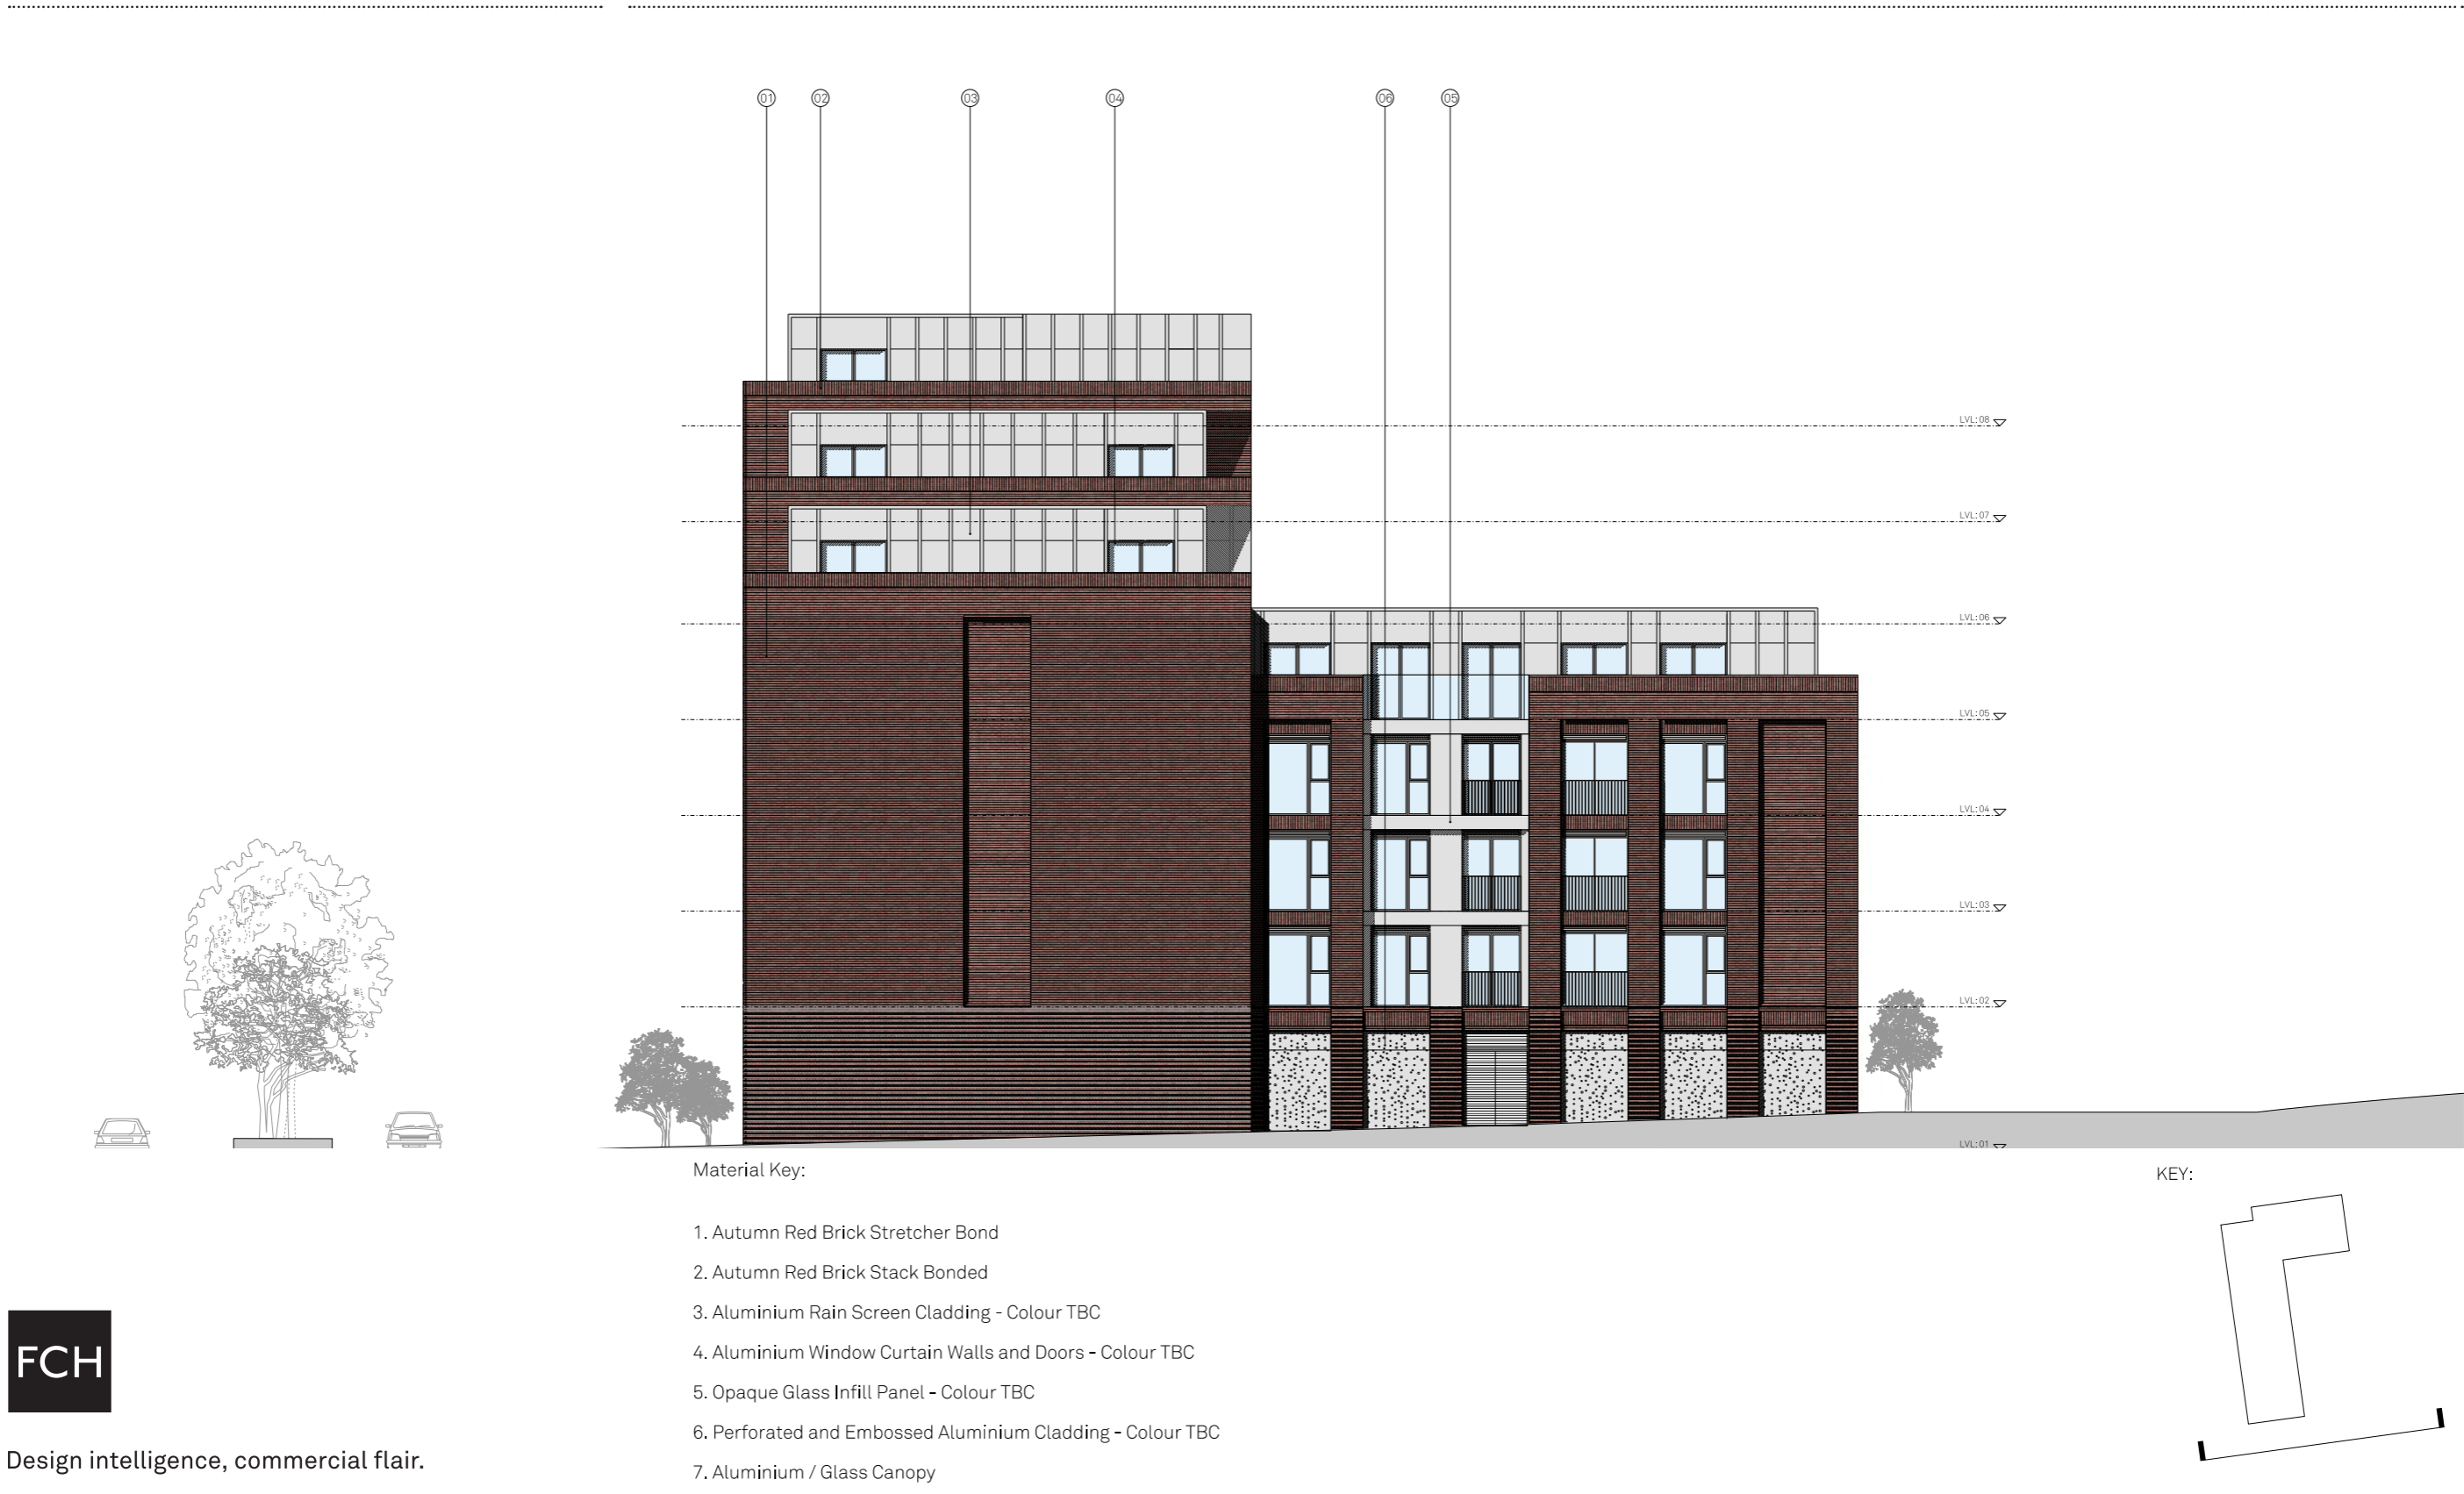 01 02 03 04 06 05
LVL: 08
LVL: 07
LVL: 06
LVL: 05
LVL: 04
LVL: 03
LVL: 02
LVL: 01
Material Key:
1. Autumn Red Brick Stretcher Bond
2. Autumn Red Brick Stack Bonded
3. Aluminium Rain Screen Cladding - Colour TBC
4. Aluminium Window Curtain Walls and Doors - Colour TBC
5. Opaque Glass Infill Panel - Colour TBC
6. Perforated and Embossed Aluminium Cladding - Colour TBC
7. Aluminium / Glass Canopy
KEY:
FCH
Design intelligence, commercial flair.